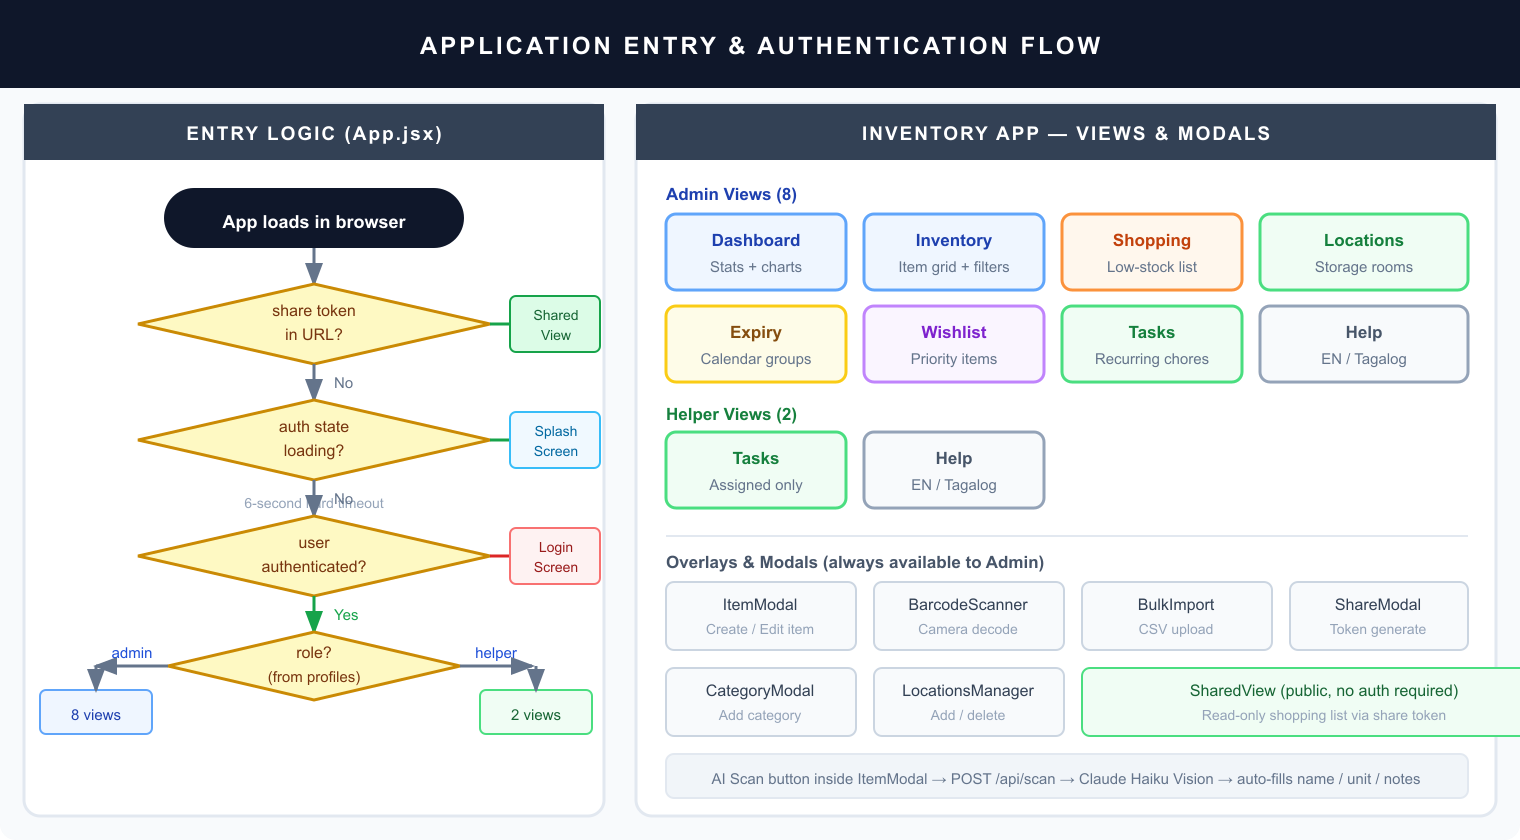 APPLICATION ENTRY & AUTHENTICATION FLOW
ENTRY LOGIC (App.jsx)
App loads in browser
share token
in URL?
Shared
View
No
auth state
loading?
Splash
Screen
No
6-second hard timeout
user
authenticated?
Login
Screen
Yes
role?
(from profiles)
admin
helper
8 views
2 views
INVENTORY APP — VIEWS & MODALS
Admin Views (8)
Dashboard
Stats + charts
Inventory
Item grid + filters
Shopping
Low-stock list
Locations
Storage rooms
Expiry
Calendar groups
Wishlist
Priority items
Tasks
Recurring chores
Help
EN / Tagalog
Helper Views (2)
Tasks
Assigned only
Help
EN / Tagalog
Overlays & Modals (always available to Admin)
ItemModal
Create / Edit item
BarcodeScanner
Camera decode
BulkImport
CSV upload
ShareModal
Token generate
CategoryModal
Add category
LocationsManager
Add / delete
SharedView (public, no auth required)
Read-only shopping list via share token
AI Scan button inside ItemModal → POST /api/scan → Claude Haiku Vision → auto-fills name / unit / notes